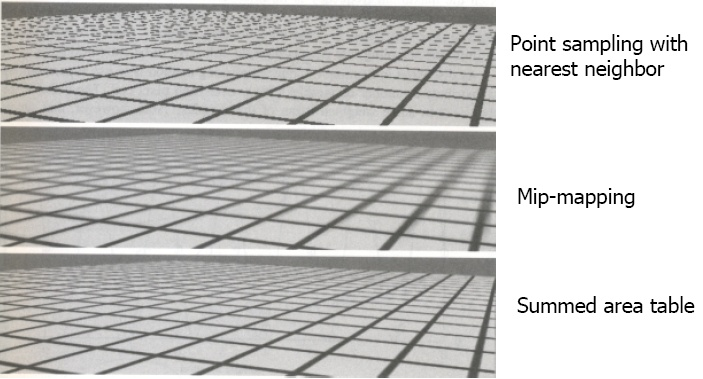 Point sampling with
nearest neighbor
Mip-mapping
Summed area table